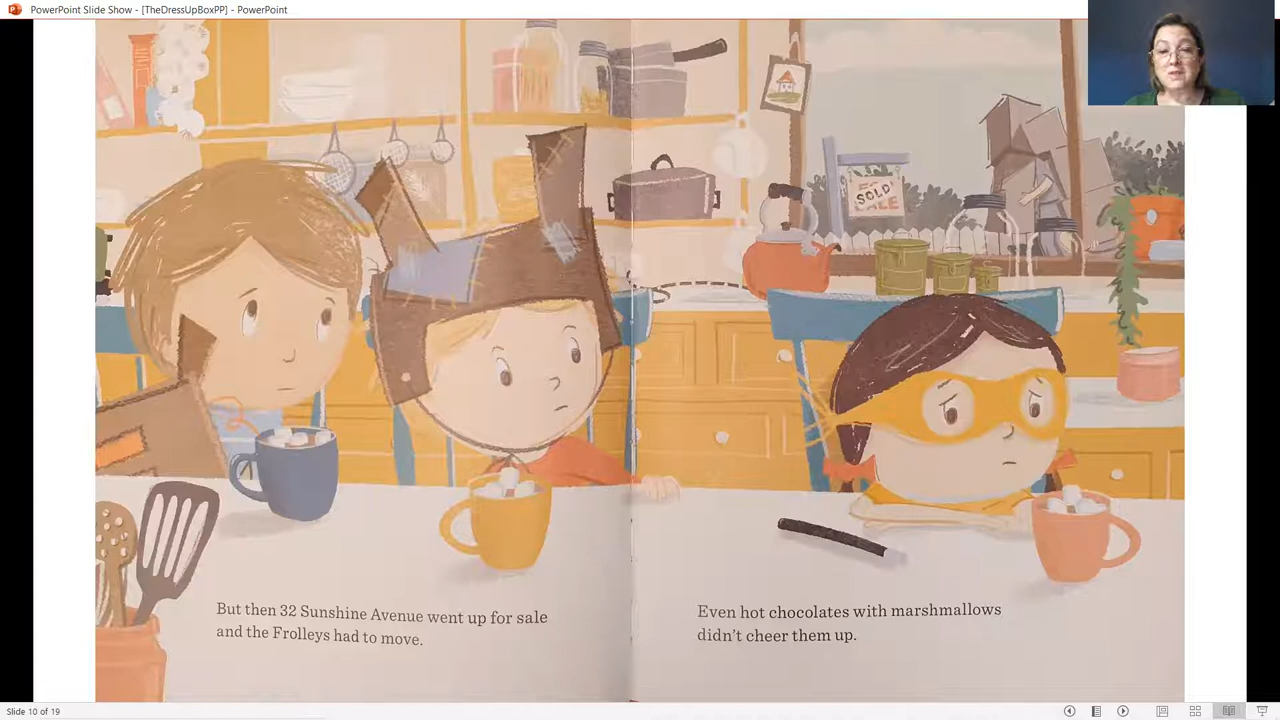 PowerPoint Slide Show - [TheDressUpBoxPP] - PowerPoint
SOLD!
But then 32 Sunshine Avenue went up for sale
and the Frolleys had to move.
Even hot chocolates with marshmallows
didn't cheer them up.
Slide 10 of 19